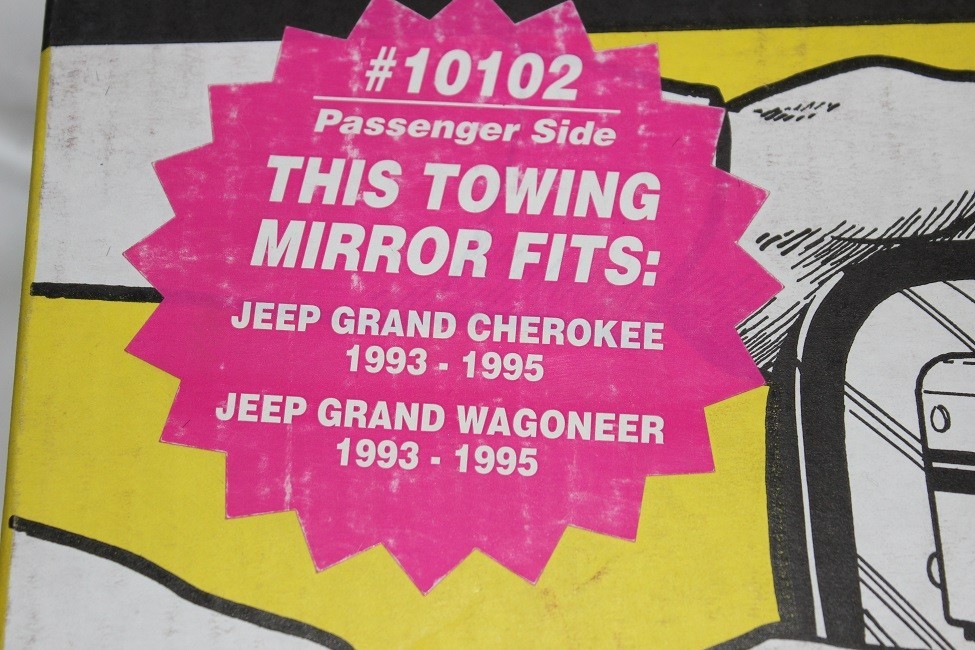 #10102
Passenger Side
THIS TOWING
MIRROR FITS:
JEEP GRAND CHEROKEE
1993 - 1995
JEEP GRAND WAGONEER
1993 - 1995